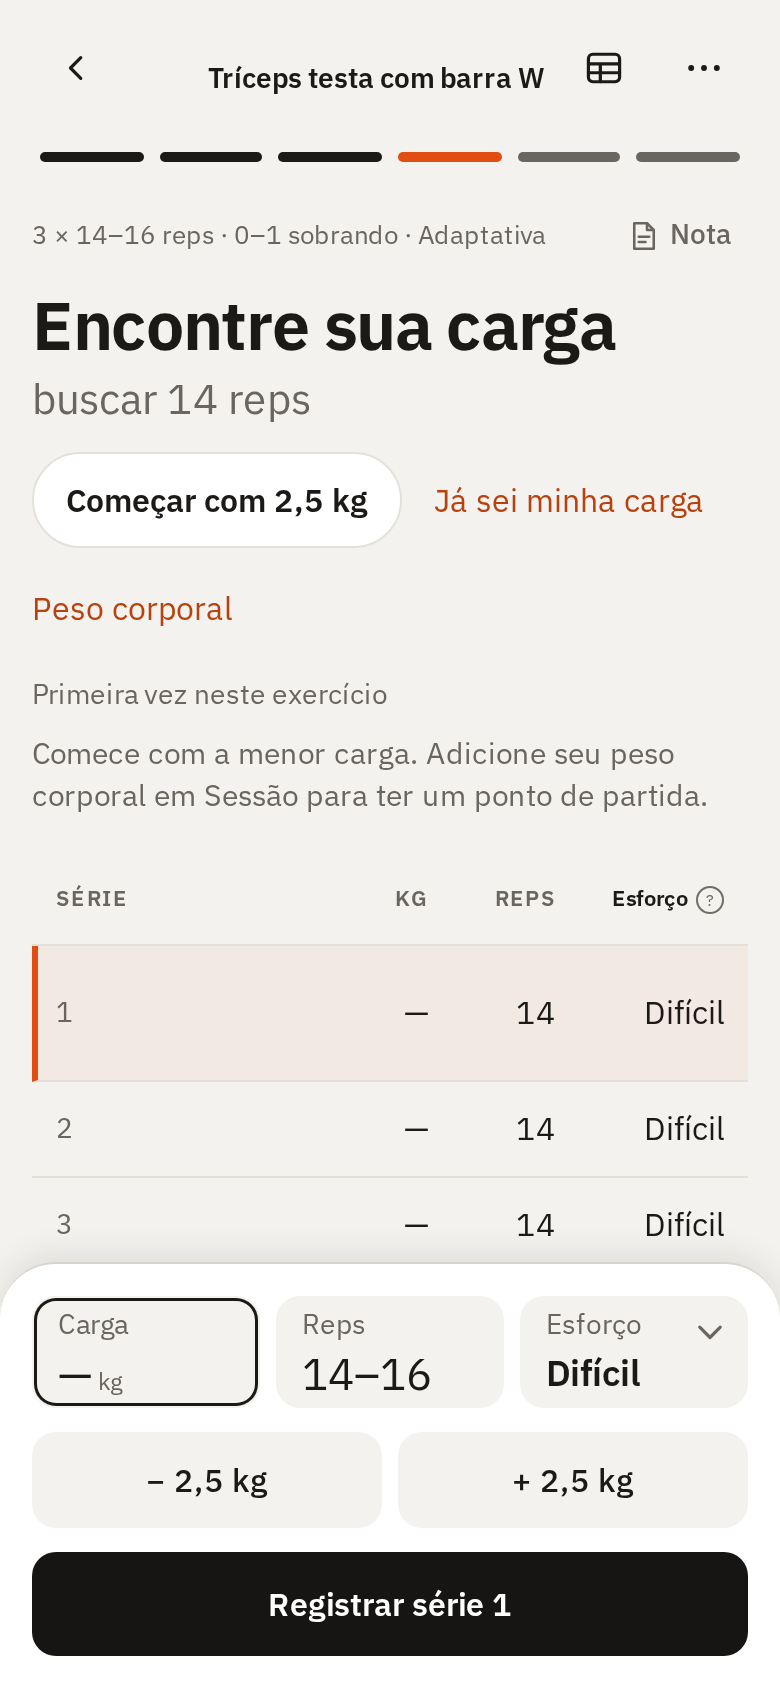 Tríceps testa com barra W
3 × 14–16 reps · 0–1 sobrando · Adaptativa
Nota
Encontre sua carga
buscar 14 reps
Começar com 2,5 kg
Já sei minha carga
Peso corporal
Primeira vez neste exercício
Comece com a menor carga. Adicione seu peso
corporal em Sessão para ter um ponto de partida.
SÉRIE KG REPS Esforço ?
1 — 14 Difícil
2 — 14 Difícil
3 — 14 Difícil
Carga Reps Esforço
— kg 14–16 Difícil
− 2,5 kg + 2,5 kg
Registrar série 1